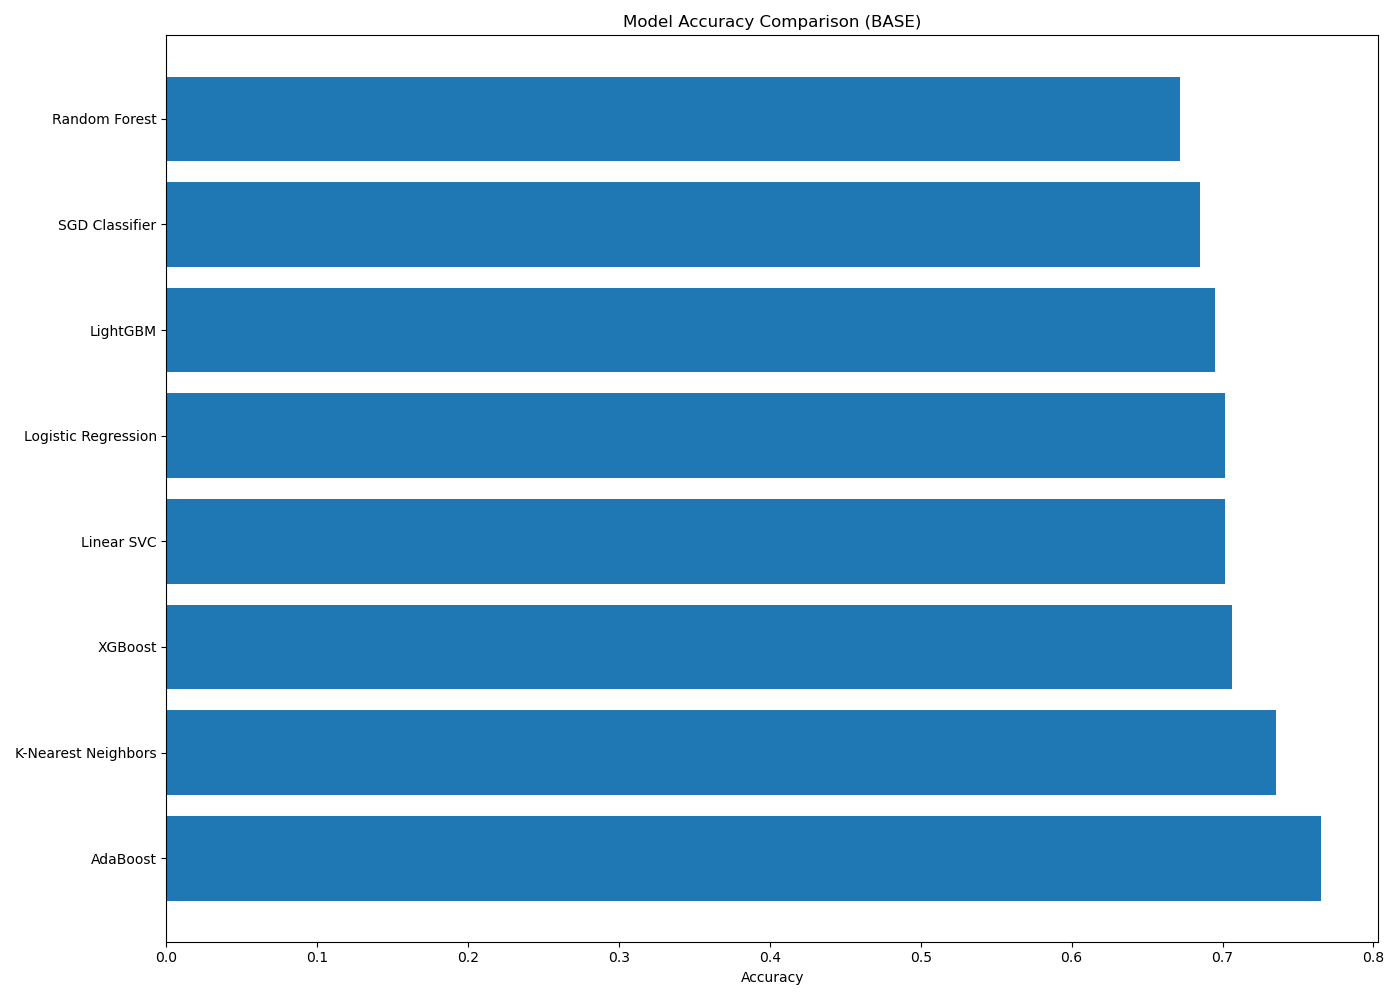 Model Accuracy Comparison (BASE)
Random Forest
SGD Classifier
LightGBM
Logistic Regression
Linear SVC
XGBoost
K-Nearest Neighbors
AdaBoost
0.0 0.1 0.2 0.3 0.4 0.5 0.6 0.7 0.8
Accuracy